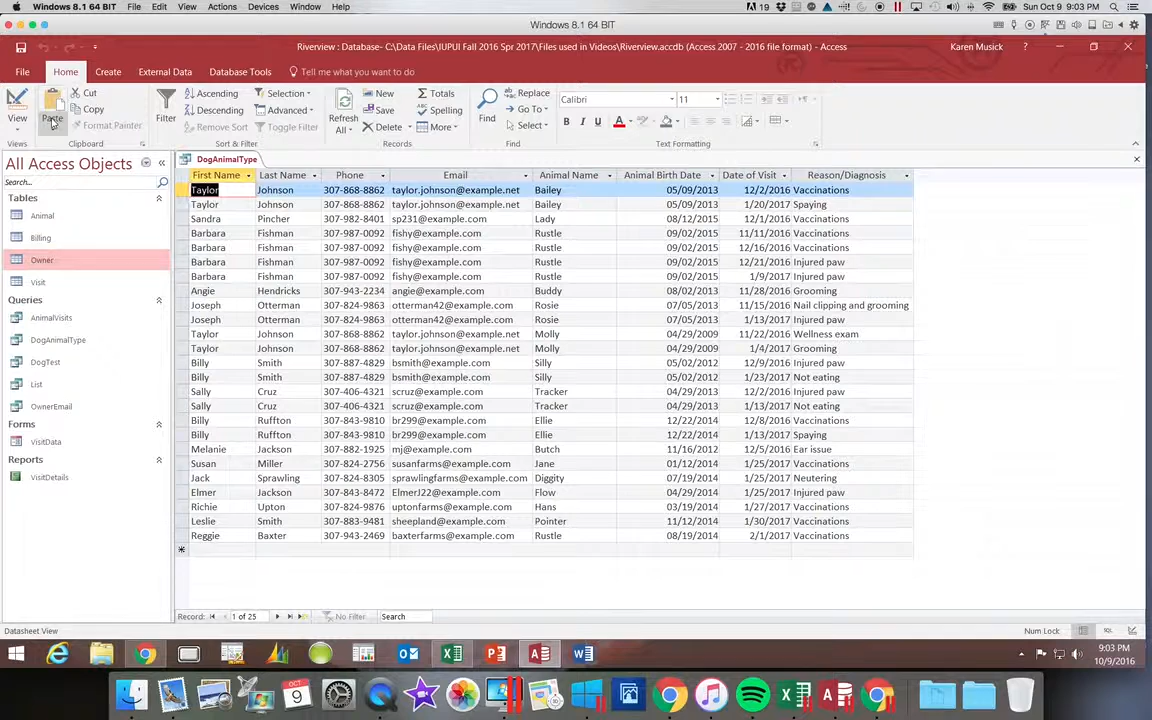 Windows 8.1 64 BIT File Edit View Devices Window Help 19 Sun Oct 9 9:03 PM
Windows 8.1 64 BIT
Riverview : Database- C:\Data Files\IUPUI Fall 2016 Spr 2017\Files used in Videos\Riverview.accdb (Access 2007 - 2016 file format) - Access Karen Musick ?
File Home Create External Data Database Tools Tell me what you want to do
View Paste Cut Copy Format Painter Filter Ascending Descending Remove Sort Selection Advanced Toggle Filter Refresh All New Save Delete Totals Spelling More Find Replace Go To Select Calibri 11 B I U A
Views Clipboard Sort & Filter Records Find Text Formatting
All Access Objects
Search...
Tables
Animal
Billing
Owner
Visit
Queries
AnimalVisits
DogAnimalType
DogTest
List
OwnerEmail
Forms
VisitData
Reports
VisitDetails
DogAnimalType
First Name Last Name Phone Email Animal Name Animal Birth Date Date of Visit Reason/Diagnosis
Taylor Johnson 307-868-8862 taylor.johnson@example.net Bailey 05/09/2013 12/2/2016 Vaccinations
Taylor Johnson 307-868-8862 taylor.johnson@example.net Bailey 05/09/2013 1/20/2017 Spaying
Sandra Pincher 307-982-8401 sp231@example.com Lady 08/12/2015 12/1/2016 Vaccinations
Barbara Fishman 307-987-0092 fishy@example.com Rustle 09/02/2015 11/11/2016 Vaccinations
Barbara Fishman 307-987-0092 fishy@example.com Rustle 09/02/2015 12/16/2016 Vaccinations
Barbara Fishman 307-987-0092 fishy@example.com Rustle 09/02/2015 12/21/2016 Injured paw
Barbara Fishman 307-987-0092 fishy@example.com Rustle 09/02/2015 1/9/2017 Injured paw
Angie Hendricks 307-943-2234 angie@example.com Buddy 08/02/2013 11/28/2016 Grooming
Joseph Otterman 307-824-9863 otterman42@example.com Rosie 07/05/2013 11/15/2016 Nail clipping and grooming
Joseph Otterman 307-824-9863 otterman42@example.com Rosie 07/05/2013 1/13/2017 Injured paw
Taylor Johnson 307-868-8862 taylor.johnson@example.net Molly 04/29/2009 11/22/2016 Wellness exam
Taylor Johnson 307-868-8862 taylor.johnson@example.net Molly 04/29/2009 1/4/2017 Grooming
Billy Smith 307-887-4829 bsmith@example.com Silly 05/02/2012 12/9/2016 Injured paw
Billy Smith 307-887-4829 bsmith@example.com Silly 05/02/2012 1/23/2017 Not eating
Sally Cruz 307-406-4321 scruz@example.com Tracker 04/29/2013 12/2/2016 Injured paw
Sally Cruz 307-406-4321 scruz@example.com Tracker 04/29/2013 1/13/2017 Not eating
Billy Ruffton 307-843-9810 br299@example.com Ellie 12/22/2014 12/8/2016 Vaccinations
Billy Ruffton 307-843-9810 br299@example.com Ellie 12/22/2014 1/13/2017 Spaying
Melanie Jackson 307-882-1925 mj@example.com Butch 11/16/2012 12/5/2016 Ear issue
Susan Miller 307-824-2756 susanfarms@example.com Jane 01/12/2014 1/25/2017 Vaccinations
Jack Sprawling 307-824-8305 sprawlingfarms@example.com Diggity 07/19/2014 1/25/2017 Neutering
Elmer Jackson 307-843-8472 ElmerJ22@example.com Flow 04/29/2014 1/25/2017 Injured paw
Richie Upton 307-824-9876 uptonfarms@example.com Hans 03/19/2014 1/27/2017 Vaccinations
Leslie Smith 307-883-9481 sheepland@example.com Pointer 11/12/2014 1/30/2017 Vaccinations
Reggie Baxter 307-943-2469 baxterfarms@example.com Rustle 08/19/2014 2/1/2017 Vaccinations
Record: 1 of 25 No Filter Search
Datasheet View Num Lock SQL
9:03 PM
10/9/2016
OCT
9